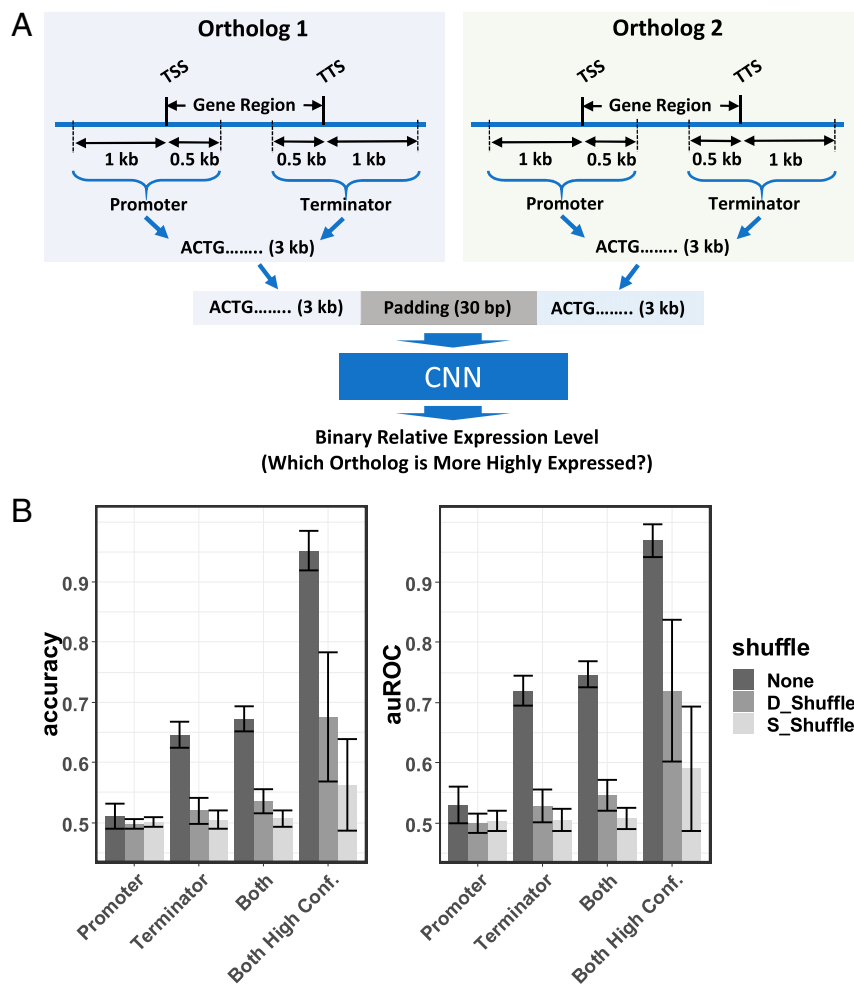 A
Ortholog 1
Ortholog 2
TSS
TTS
TSS
TTS
Gene Region
Gene Region
1 kb
0.5 kb
0.5 kb
1 kb
1 kb
0.5 kb
0.5 kb
1 kb
Promoter
Terminator
Promoter
Terminator
ACTG........ (3 kb)
ACTG........ (3 kb)
ACTG........ (3 kb)
Padding (30 bp)
ACTG........ (3 kb)
CNN
Binary Relative Expression Level
(Which Ortholog is More Highly Expressed?)
B
accuracy
0.9
0.8
0.7
0.6
0.5
Promoter
Terminator
Both
Both High Conf.
auROC
0.9
0.8
0.7
0.6
0.5
Promoter
Terminator
Both
Both High Conf.
shuffle
None
D_Shuffle
S_Shuffle